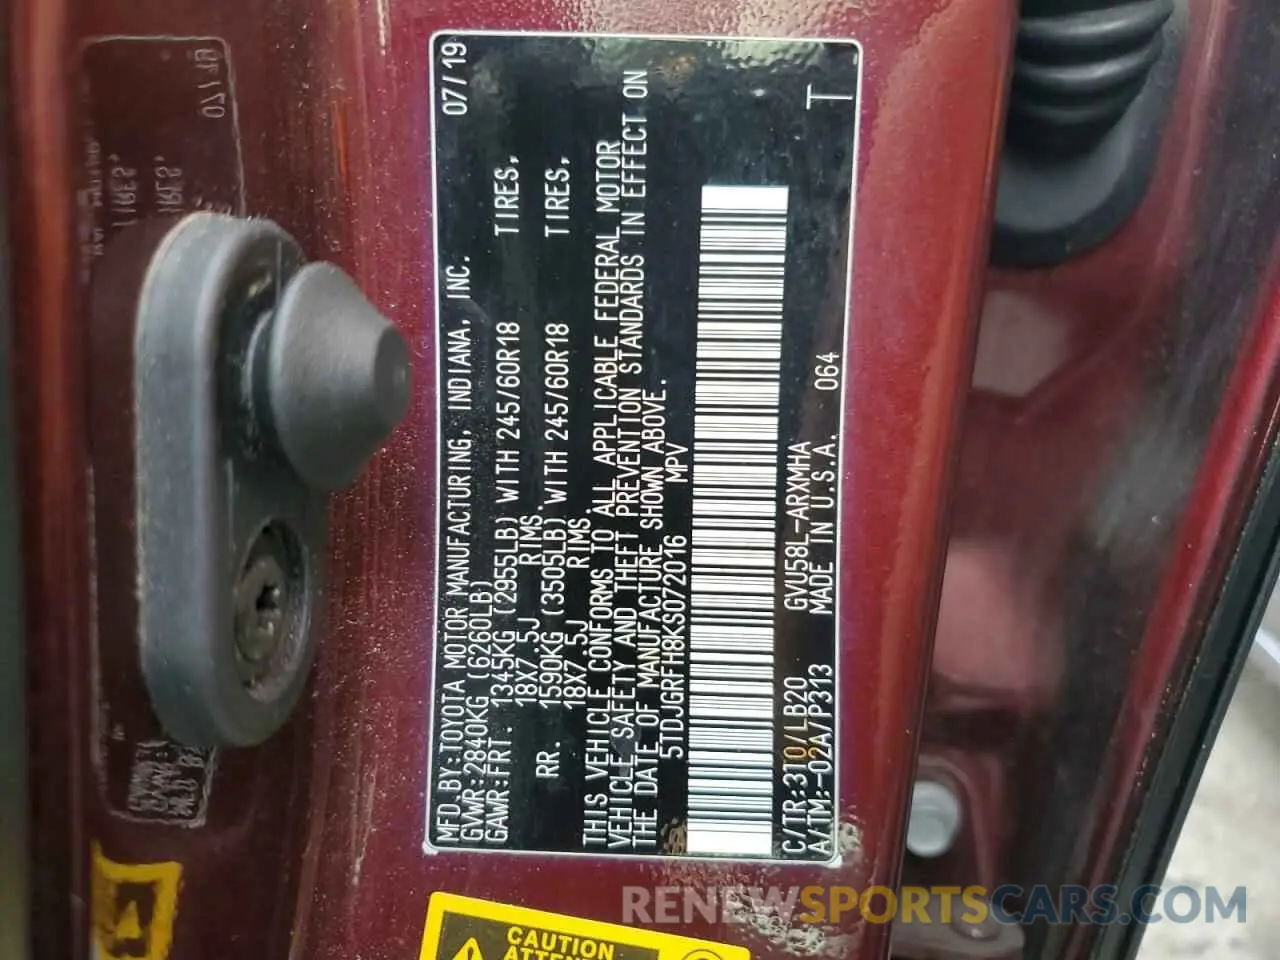 MFD.BY:TOYOTA MOTOR MANUFACTURING, INDIANA, INC. 07/19
GVWR:2840KG (6260LB)
GAWR:FRT. 1345KG (2955LB) WITH 245/60R18 TIRES,
18X7.5J RIMS.
RR. 1590KG (3505LB) WITH 245/60R18 TIRES,
18X7.5J RIMS.
THIS VEHICLE CONFORMS TO ALL APPLICABLE FEDERAL MOTOR
VEHICLE SAFETY AND THEFT PREVENTION STANDARDS IN EFFECT ON
THE DATE OF MANUFACTURE SHOWN ABOVE.
5TDJGRFH8KS072016 MPV
C/TR:3T0/LB20 GVU58L-ARXMHA
A/TM:-02A/P313 MADE IN U.S.A. 064 T
CAUTION
RENEWSPORTSCARS.COM